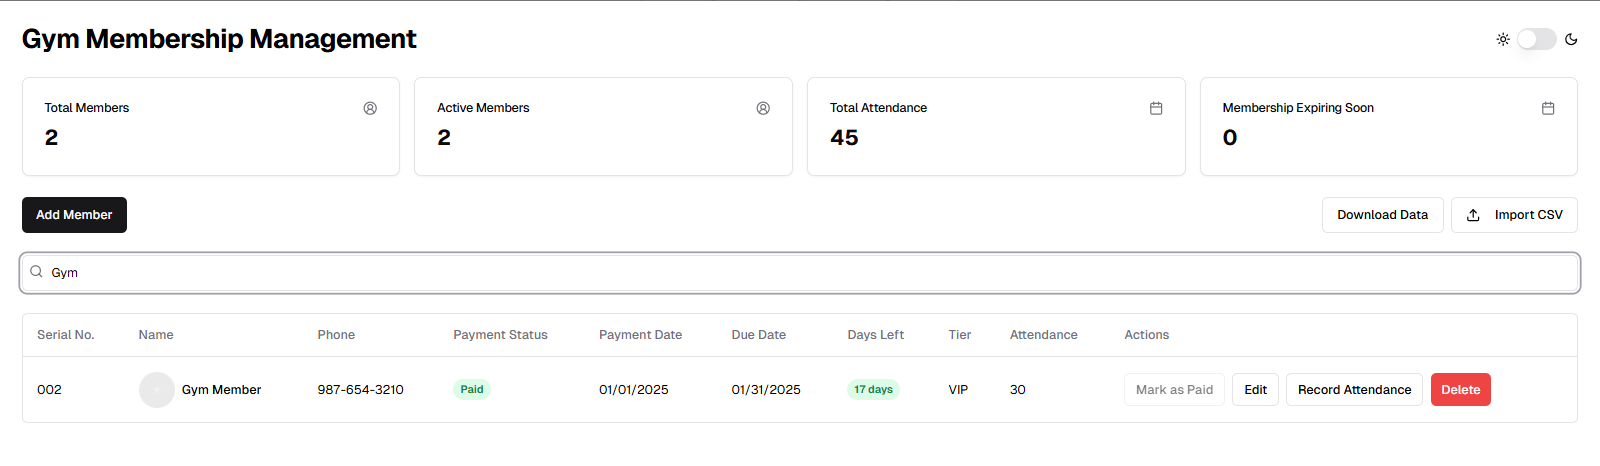 Gym Membership Management
Total Members
2
Active Members
2
Total Attendance
45
Membership Expiring Soon
0
Add Member
Download Data
Import CSV
Gym
Serial No. Name Phone Payment Status Payment Date Due Date Days Left Tier Attendance Actions
002 Gym Member 987-654-3210 Paid 01/01/2025 01/31/2025 17 days VIP 30 Mark as Paid Edit Record Attendance Delete